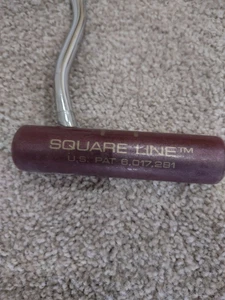 SQUARE LINE™
U.S. PAT 6,017,281